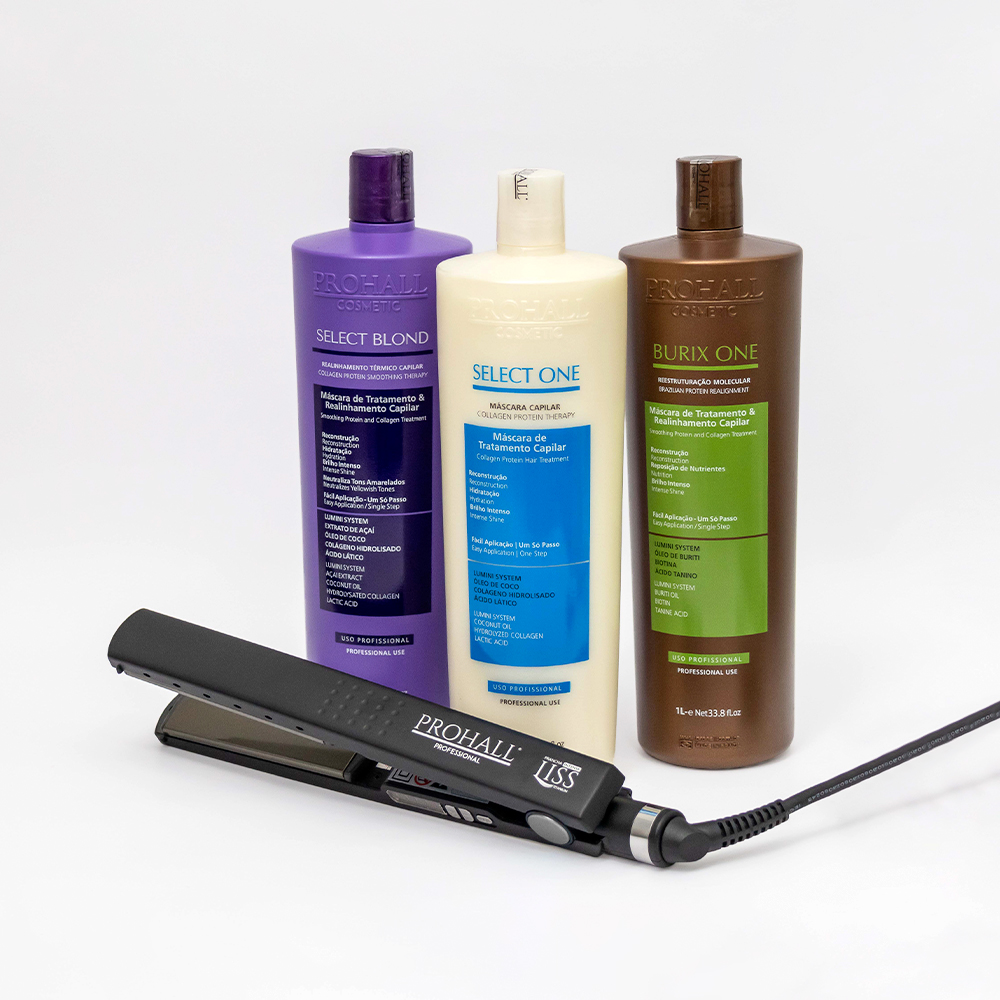 PROHALL
COSMETIC
SELECT BLOND
REALINHAMENTO TÉRMICO CAPILAR
COLLAGEN PROTEIN SMOOTHING THERAPY
Máscara de Tratamento &
Realinhamento Capilar
Smoothing Protein and Collagen Treatment
Reconstrução
Reconstruction
Hidratação
Hydration
Brilho Intenso
Intense Shine
Neutraliza Tons Amarelados
Neutralizes Yellowish Tones
Fácil Aplicação - Um Só Passo
Easy Application / Single Step
LUMINI SYSTEM
EXTRATO DE AÇAÍ
ÓLEO DE COCO
COLÁGENO HIDROLISADO
ÁCIDO LÁTICO
LUMINI SYSTEM
AÇAI EXTRACT
COCONUT OIL
HYDROLYSATED COLLAGEN
LACTIC ACID
USO PROFISSIONAL
PROFESSIONAL USE
PROHALL
COSMETIC
SELECT ONE
MÁSCARA CAPILAR
COLLAGEN PROTEIN THERAPY
Máscara de
Tratamento Capilar
Collagen Protein Hair Treatment
Reconstrução
Reconstruction
Hidratação
Hydration
Brilho Intenso
Intense Shine
Fácil Aplicação | Um Só Passo
Easy Application | One Step
LUMINI SYSTEM
ÓLEO DE COCO
COLÁGENO HIDROLISADO
ÁCIDO LÁTICO
LUMINI SYSTEM
COCONUT OIL
HYDROLYZED COLLAGEN
LACTIC ACID
USO PROFISSIONAL
PROFESSIONAL USE
PROHALL
COSMETIC
BURIX ONE
REESTRUTURAÇÃO MOLECULAR
BRAZILIAN PROTEIN REALIGNMENT
Máscara de Tratamento &
Realinhamento Capilar
Smoothing Protein and Collagen Treatment
Reconstrução
Reconstruction
Reposição de Nutrientes
Nutrition
Brilho Intenso
Intense Shine
Fácil Aplicação - Um Só Passo
Easy Application / Single Step
LUMINI SYSTEM
ÓLEO DE BURITI
BIOTINA
ÁCIDO TANINO
LUMINI SYSTEM
BURITI OIL
BIOTIN
TANINE ACID
USO PROFISSIONAL
PROFESSIONAL USE
1L-e Net33.8 fl.oz
PROHALL
PROFESSIONAL
LISS